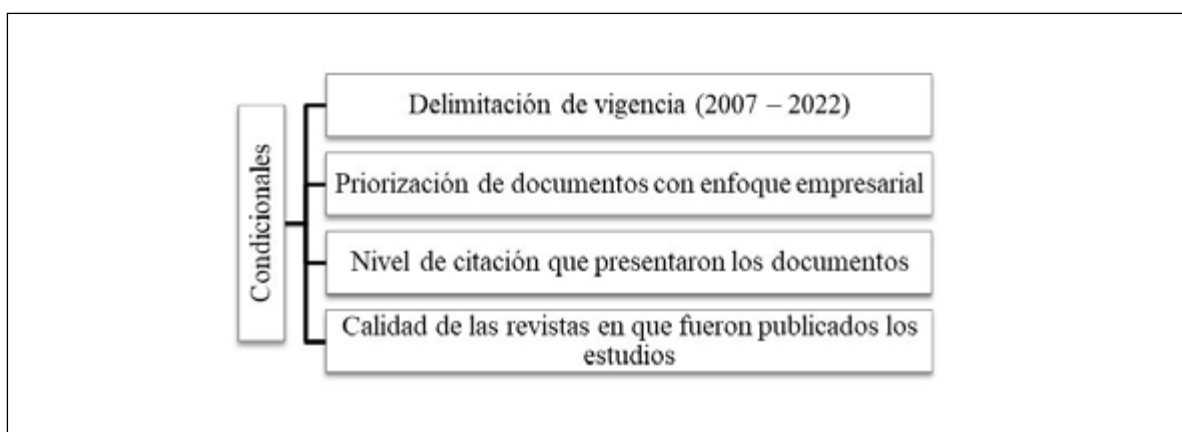 Condicionales
Delimitación de vigencia (2007 – 2022)
Priorización de documentos con enfoque empresarial
Nivel de citación que presentaron los documentos
Calidad de las revistas en que fueron publicados los
estudios